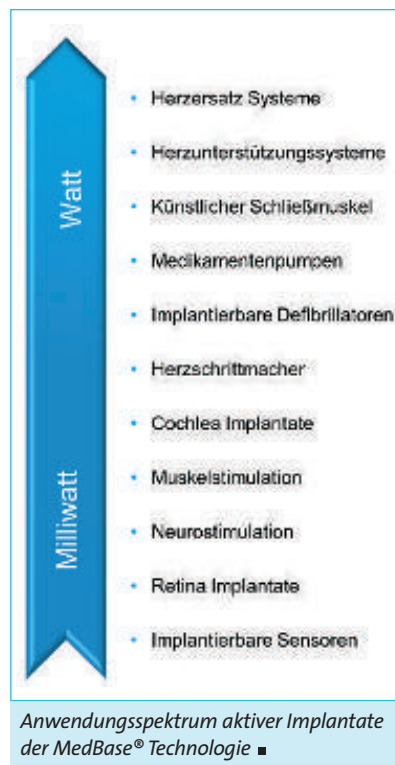 Watt
Milliwatt
• Herzersatz Systeme
• Herzunterstützungssysteme
• Künstlicher Schließmuskel
• Medikamentenpumpen
• Implantierbare Defibrillatoren
• Herzschrittmacher
• Cochlea Implantate
• Muskelstimulation
• Neurostimulation
• Retina Implantate
• Implantierbare Sensoren
Anwendungsspektrum aktiver Implantate
der MedBase® Technologie ■